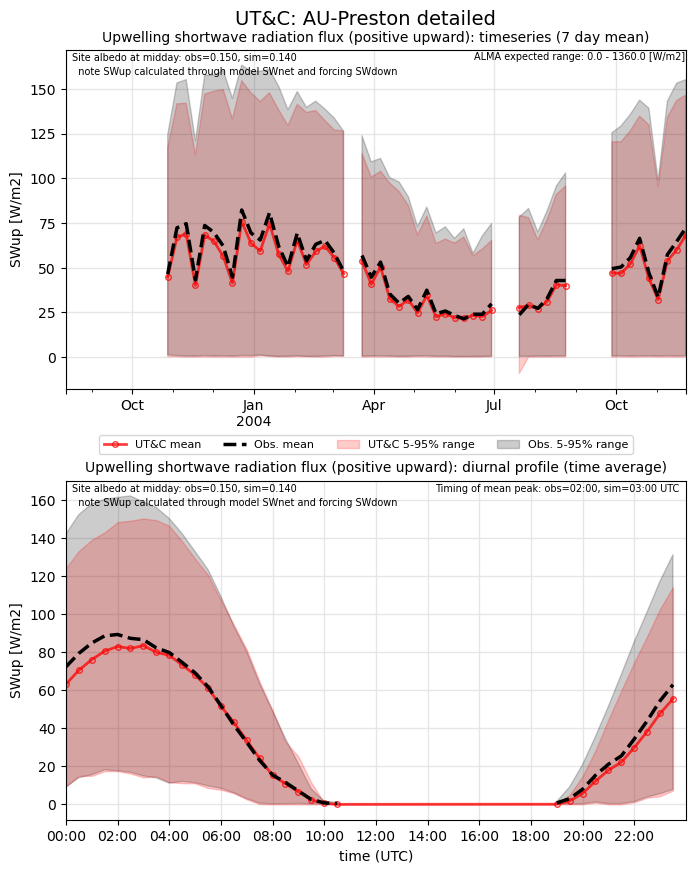 UT&C: AU-Preston detailed
Upwelling shortwave radiation flux (positive upward): timeseries (7 day mean)
Site albedo at midday: obs=0.150, sim=0.140
ALMA expected range: 0.0 - 1360.0 [W/m2]
note SWup calculated through model SWnet and forcing SWdown
150
125
100
75
50
25
0
SWup [W/m2]
Oct
Jan
2004
Apr
Jul
Oct
UT&C mean
Obs. mean
UT&C 5-95% range
Obs. 5-95% range
Upwelling shortwave radiation flux (positive upward): diurnal profile (time average)
Site albedo at midday: obs=0.150, sim=0.140
Timing of mean peak: obs=02:00, sim=03:00 UTC
note SWup calculated through model SWnet and forcing SWdown
160
140
120
100
80
60
40
20
0
SWup [W/m2]
00:00 02:00 04:00 06:00 08:00 10:00 12:00 14:00 16:00 18:00 20:00 22:00
time (UTC)